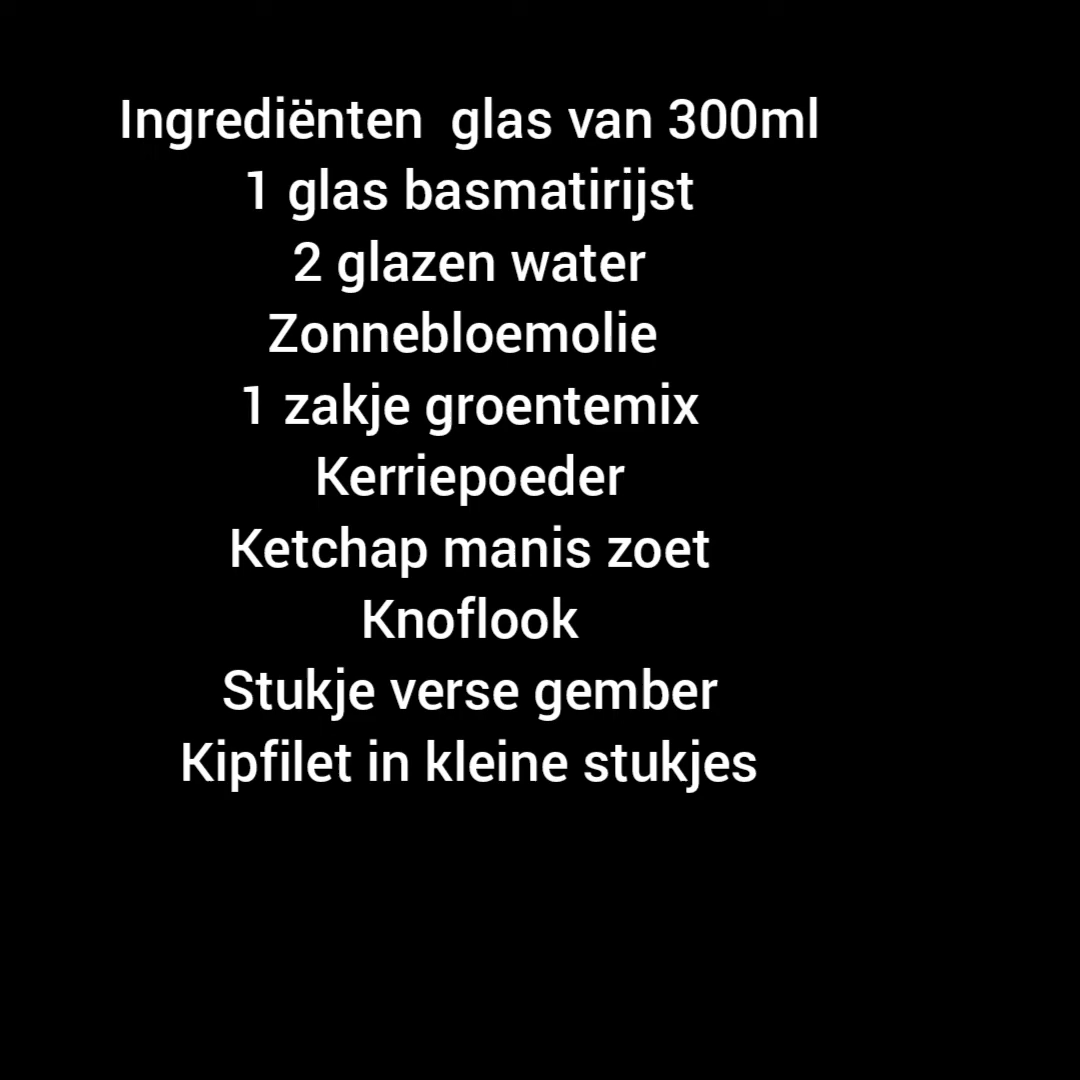 Ingrediënten  glas van 300ml
1 glas basmatirijst
2 glazen water
Zonnebloemolie
1 zakje groentemix
Kerriepoeder
Ketchap manis zoet
Knoflook
Stukje verse gember
Kipfilet in kleine stukjes